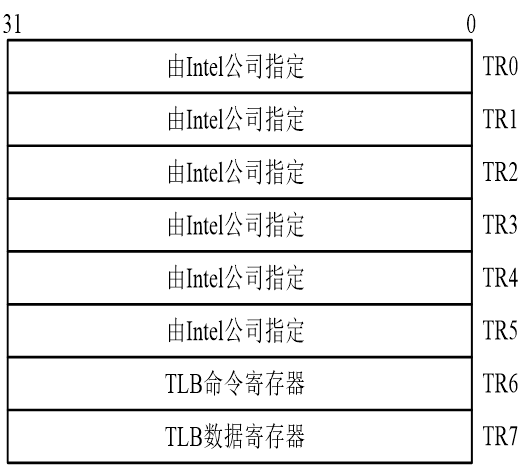 31 0
由Intel公司指定 TR0
由Intel公司指定 TR1
由Intel公司指定 TR2
由Intel公司指定 TR3
由Intel公司指定 TR4
由Intel公司指定 TR5
TLB命令寄存器 TR6
TLB数据寄存器 TR7